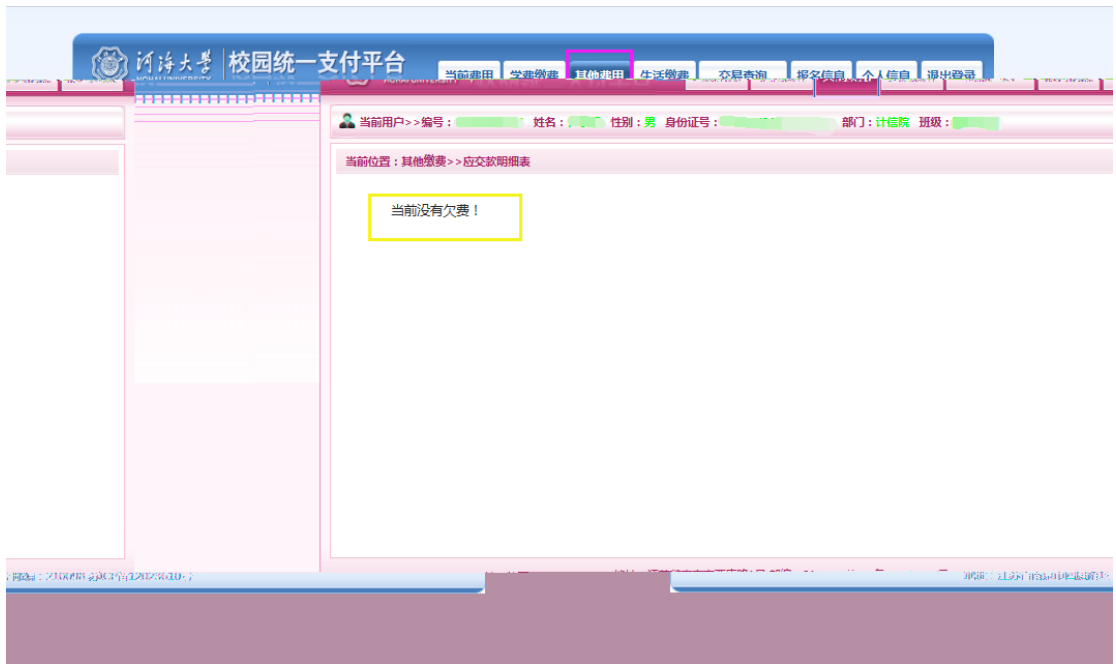 河海大学 校园统一支付平台
当前费用 学费缴费 其他费用 生活缴费 交易查询 报名信息 个人信息 退出登录
当前用户>>编号： 姓名： 性别：男 身份证号： 部门：计信院 班级：
当前位置：其他缴费>>应交款明细表
当前没有欠费！